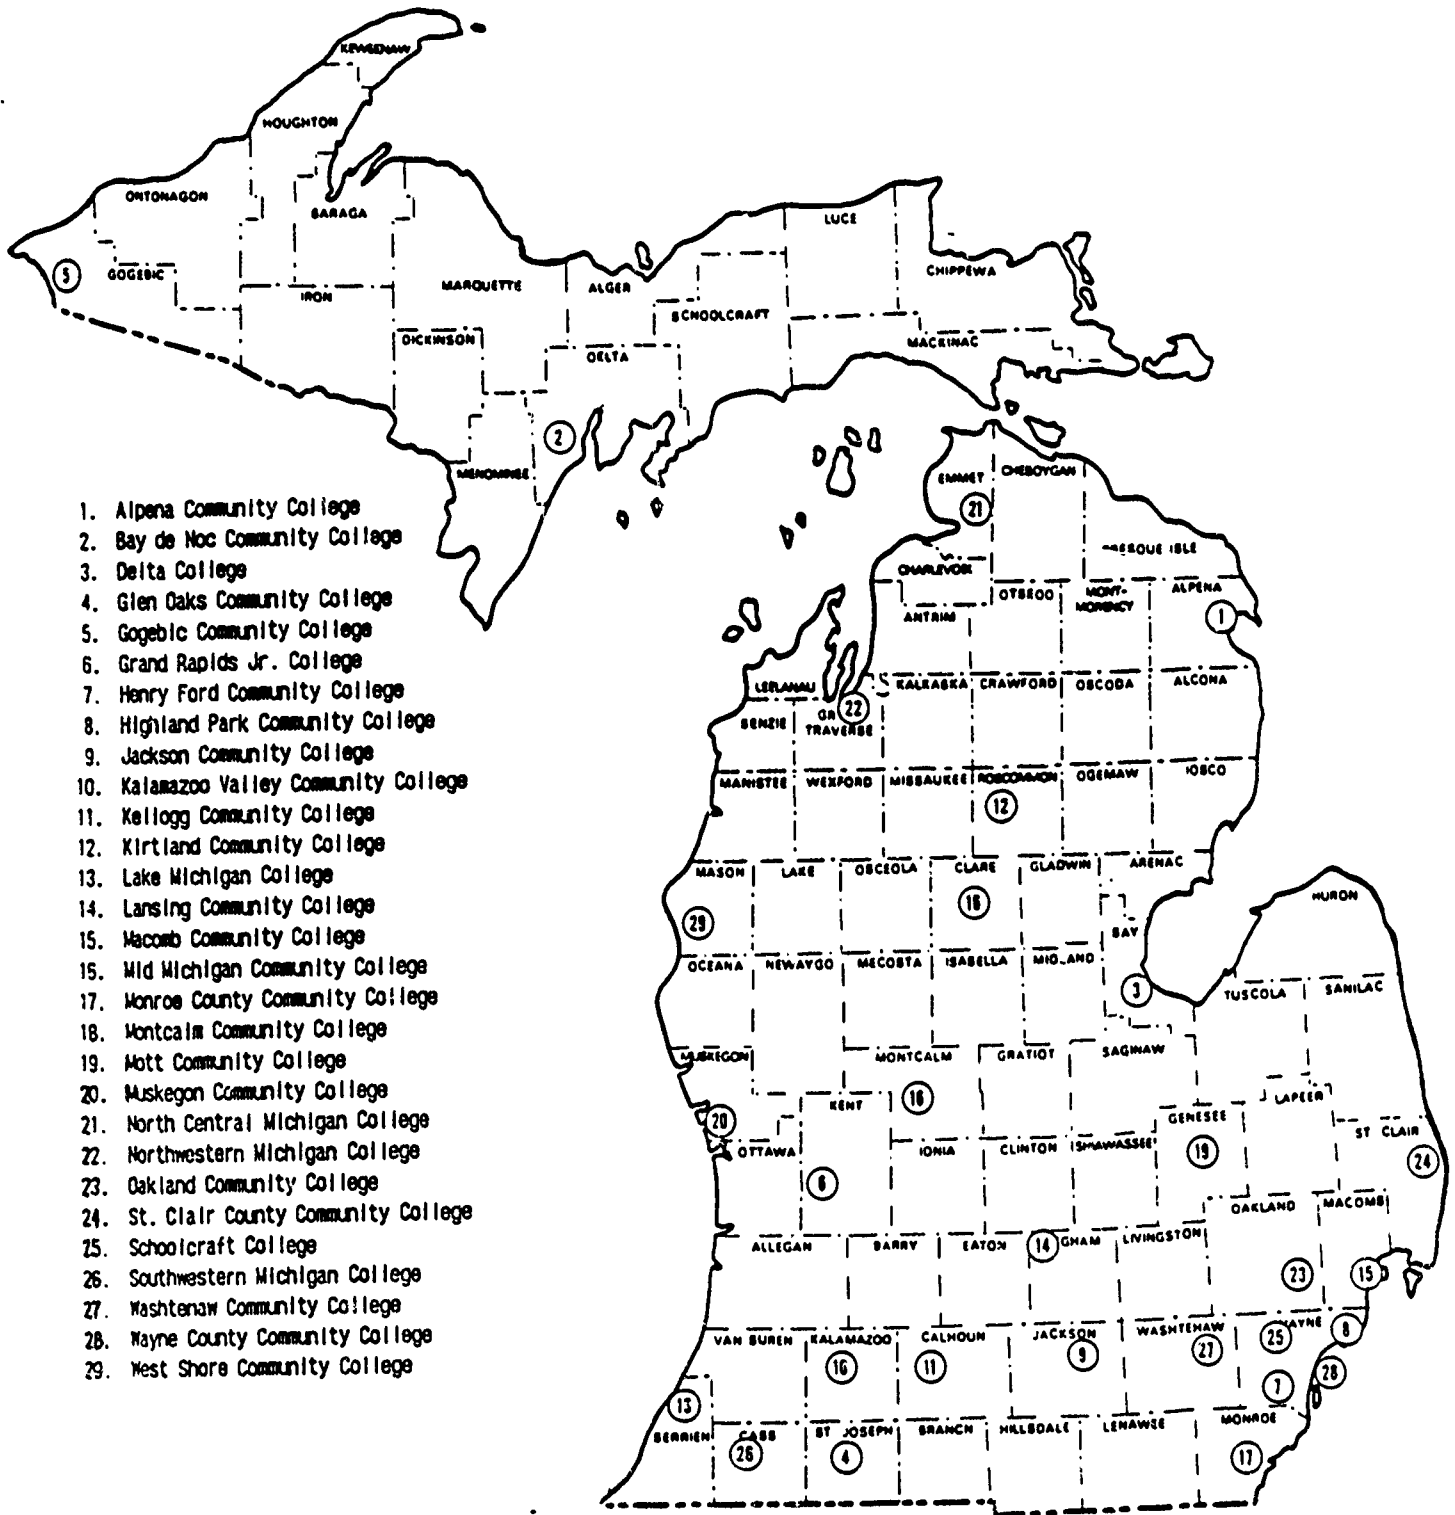 KEWEENAW
HOUGHTON
ONTONAGON
BARAGA
LUCE
CHIPPEWA
5
GOGEBIC
IRON
MARQUETTE
ALGER
SCHOOLCRAFT
MACKINAC
DICKINSON
DELTA
2
MENOMINEE
EMMET
CHEBOYGAN
21
1. Alpena Community College
2. Bay de Noc Community College
3. Delta College
4. Glen Oaks Community College
5. Gogebic Community College
6. Grand Rapids Jr. College
7. Henry Ford Community College
8. Highland Park Community College
9. Jackson Community College
10. Kalamazoo Valley Community College
11. Kellogg Community College
12. Kirtland Community College
13. Lake Michigan College
14. Lansing Community College
15. Macomb Community College
15. Mid Michigan Community College
17. Monroe County Community College
18. Montcalm Community College
19. Mott Community College
20. Muskegon Community College
21. North Central Michigan College
22. Northwestern Michigan College
23. Oakland Community College
24. St. Clair County Community College
25. Schoolcraft College
26. Southwestern Michigan College
27. Washtenaw Community College
28. Wayne County Community College
29. West Shore Community College
PRESQUE ISLE
CHARLEVOIX
OTSEGO
MONT-
MORENCY
ALPENA
ANTRIM
1
LEELANAU
KALKASKA
CRAWFORD
OSCODA
ALCONA
BENZIE
GR
22
TRAVERSE
MANISTEE
WEXFORD
MISSAUKEE
ROSCOMMON
OGEMAW
IOSCO
12
MASON
LAKE
OSCEOLA
CLARE
GLADWIN
ARENAC
HURON
29
16
BAY
OCEANA
NEWAYGO
MECOSTA
ISABELLA
MIDLAND
3
TUSCOLA
SANILAC
MUSKEGON
MONTCALM
GRATIOT
SAGINAW
20
KENT
18
GENESEE
LAPEER
OTTAWA
IONIA
CLINTON
SHIAWASSEE
ST CLAIR
6
19
24
ALLEGAN
BARRY
EATON
14
GHAM
LIVINGSTON
OAKLAND
MACOMB
23
15
VAN BUREN
KALAMAZOO
CALHOUN
JACKSON
WASHTENAW
WAYNE
10
11
9
27
25
8
7
28
13
BERRIEN
CASS
ST JOSEPH
BRANCH
HILLSDALE
LENAWEE
MONROE
26
4
17